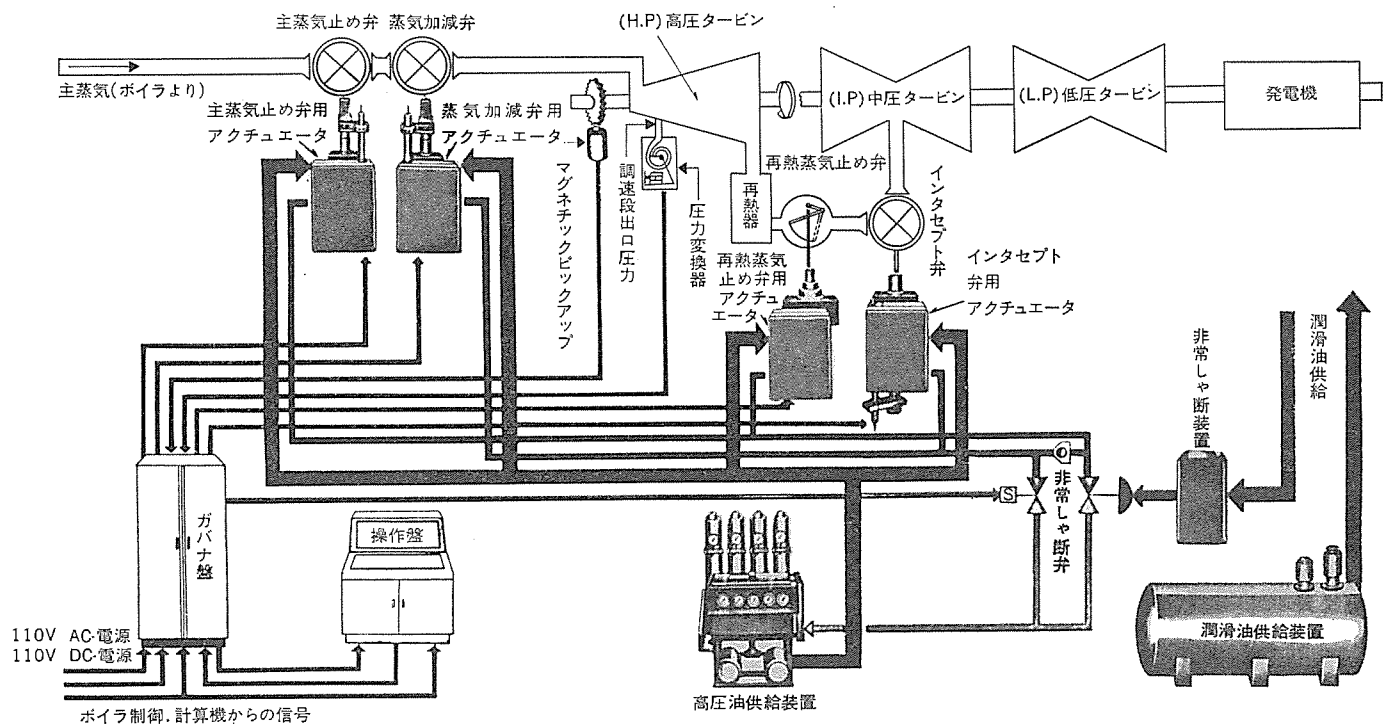 主蒸気止め弁 蒸気加減弁
(H.P)高圧タービン
主蒸気(ボイラより)
主蒸気止め弁用
アクチュエータ
蒸気加減弁用
アクチュエータ
(I.P)中圧タービン
(L.P)低圧タービン
発電機
マグネチックピックアップ
調速段出口圧力
圧力変換器
再熱器
再熱蒸気止め弁
インタセプト弁
再熱蒸気
止め弁用
アクチュ
エータ
インタセプト
弁用
アクチュエータ
非常しゃ断装置
潤滑油供給
ガバナ盤
操作盤
S
非常しゃ断弁
潤滑油供給装置
高圧油供給装置
110V AC・電源
110V DC・電源
ボイラ制御.計算機からの信号